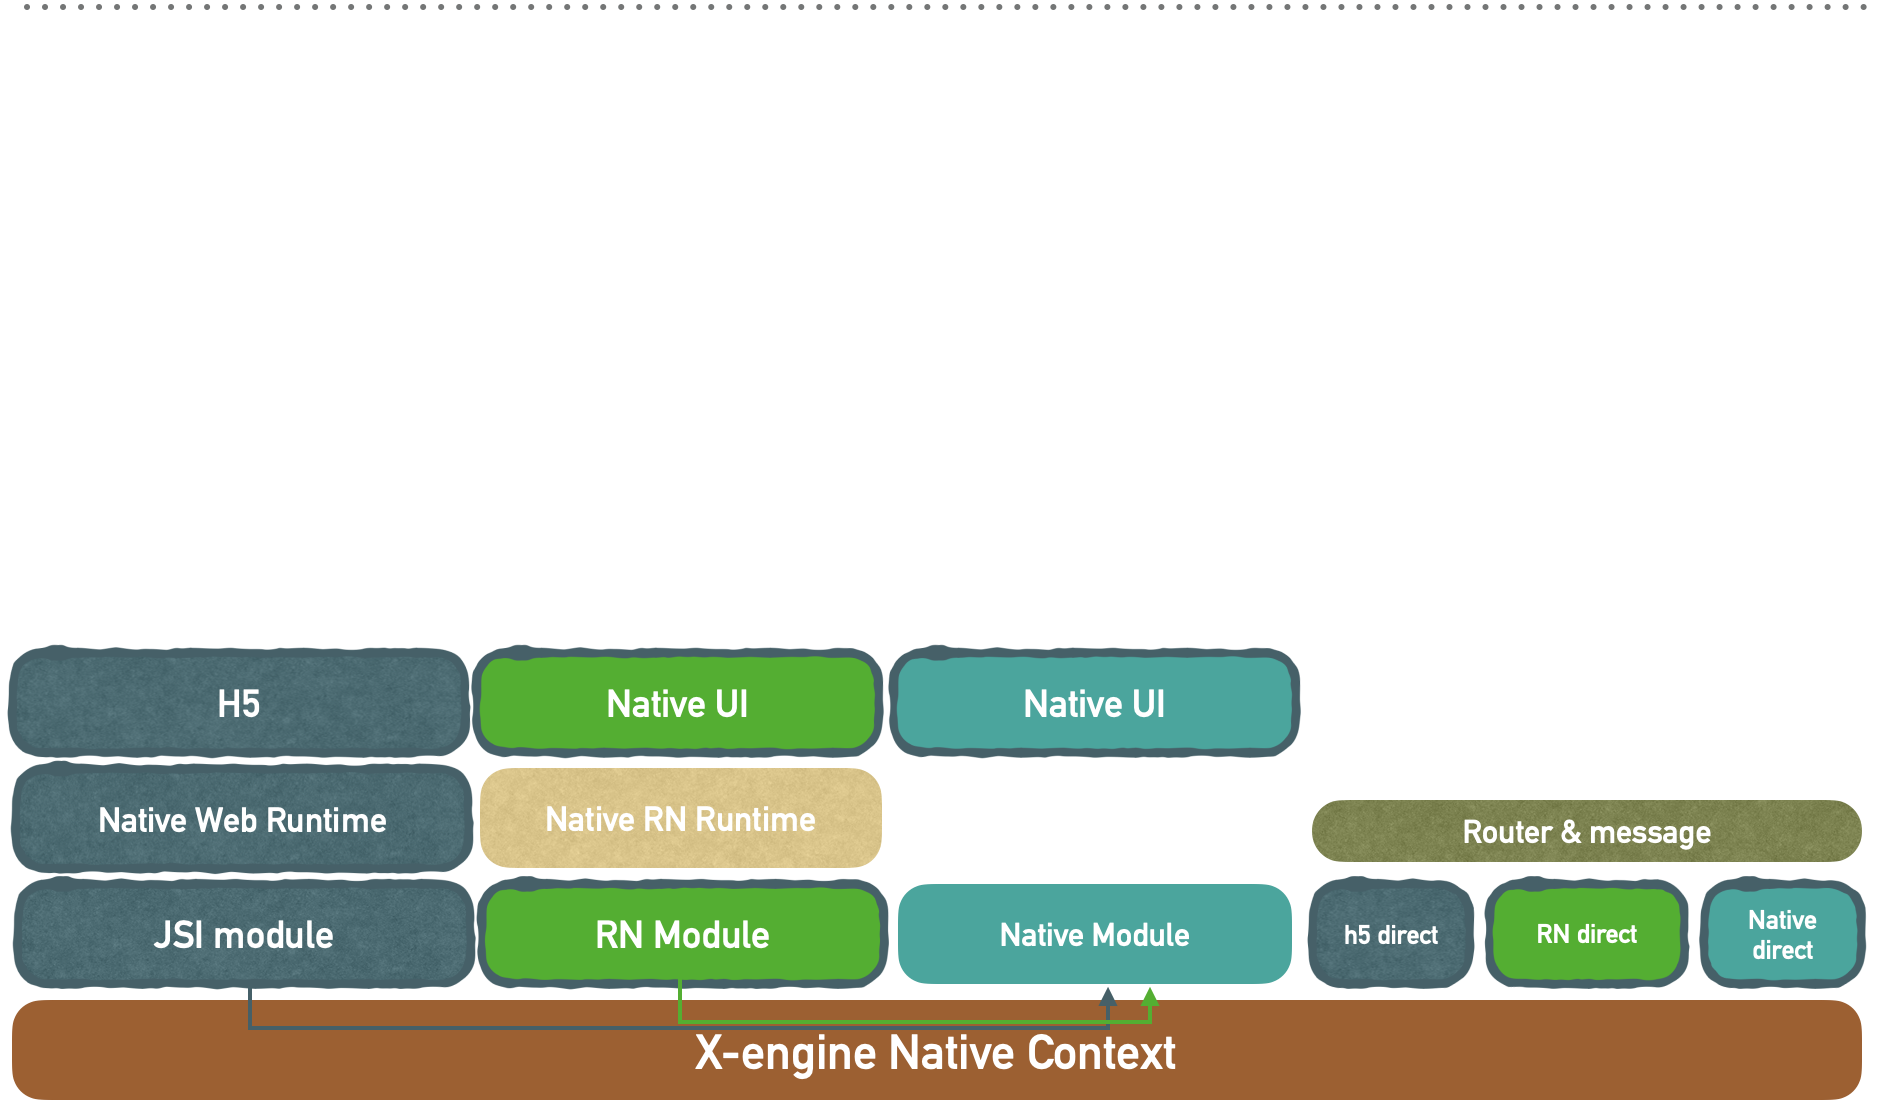 H5
Native UI
Native UI
Native Web Runtime
Native RN Runtime
Router & message
JSI module
RN Module
Native Module
h5 direct
RN direct
Native
direct
X-engine Native Context